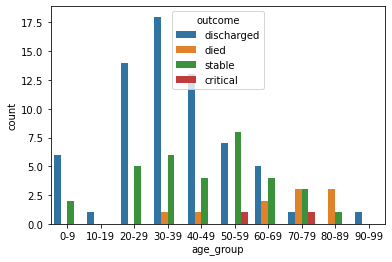 outcome
discharged
died
stable
critical
17.5
15.0
12.5
10.0
7.5
5.0
2.5
0.0
count
0-9 10-19 20-29 30-39 40-49 50-59 60-69 70-79 80-89 90-99
age_group